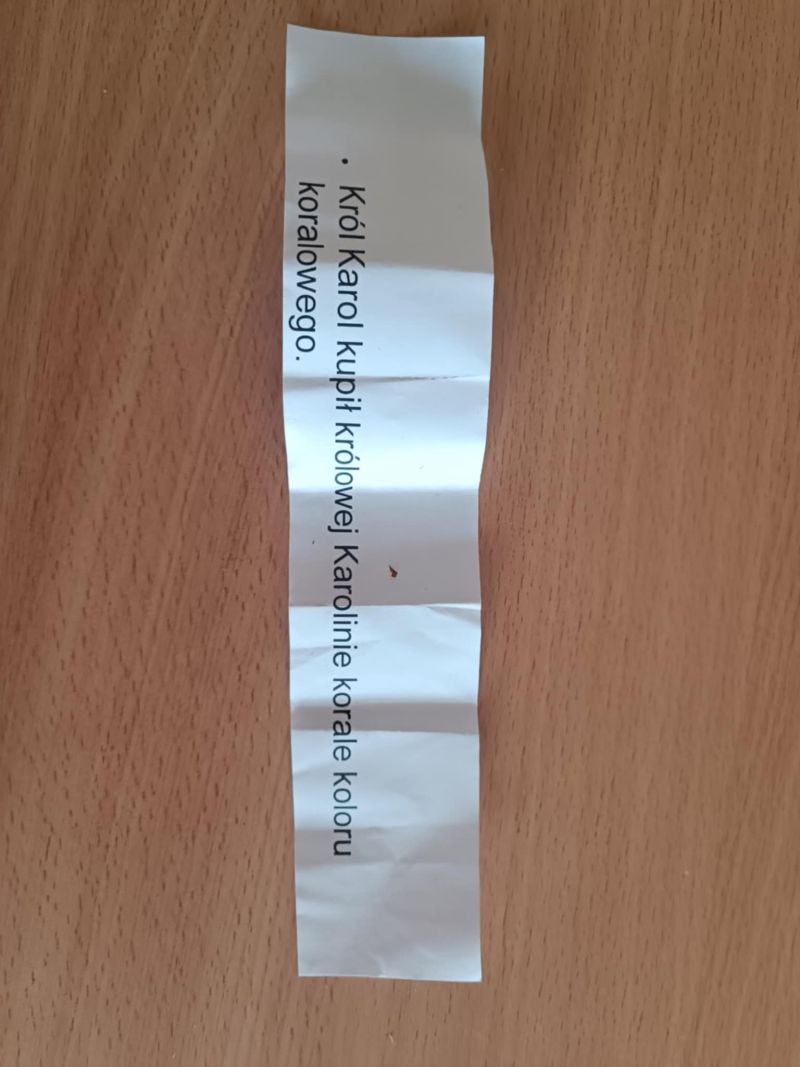 • Król Karol kupił królowej Karolinie korale koloru
koralowego.